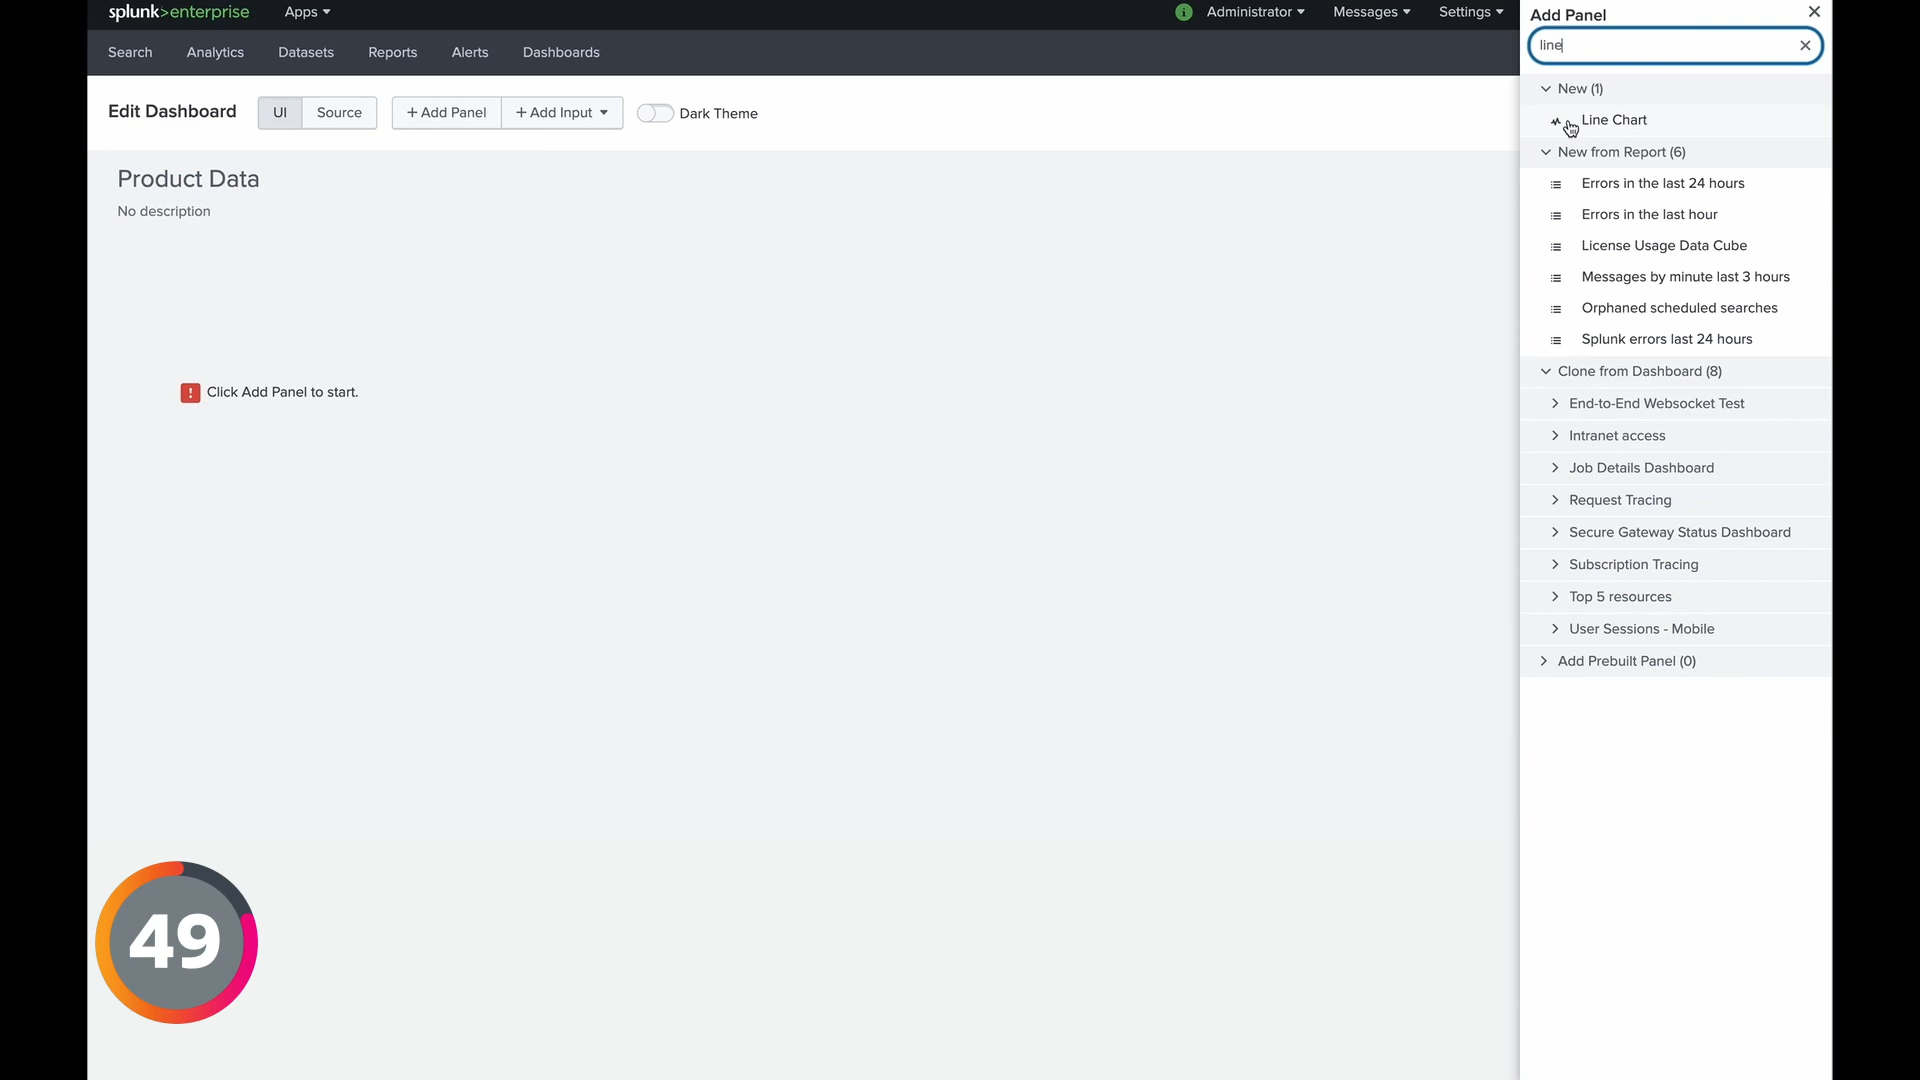 splunk>enterprise Apps Administrator Messages Settings
Search Analytics Datasets Reports Alerts Dashboards
Edit Dashboard UI Source + Add Panel + Add Input Dark Theme
Product Data
No description
Click Add Panel to start.
49
Add Panel
line
New (1)
Line Chart
New from Report (6)
Errors in the last 24 hours
Errors in the last hour
License Usage Data Cube
Messages by minute last 3 hours
Orphaned scheduled searches
Splunk errors last 24 hours
Clone from Dashboard (8)
End-to-End Websocket Test
Intranet access
Job Details Dashboard
Request Tracing
Secure Gateway Status Dashboard
Subscription Tracing
Top 5 resources
User Sessions - Mobile
Add Prebuilt Panel (0)